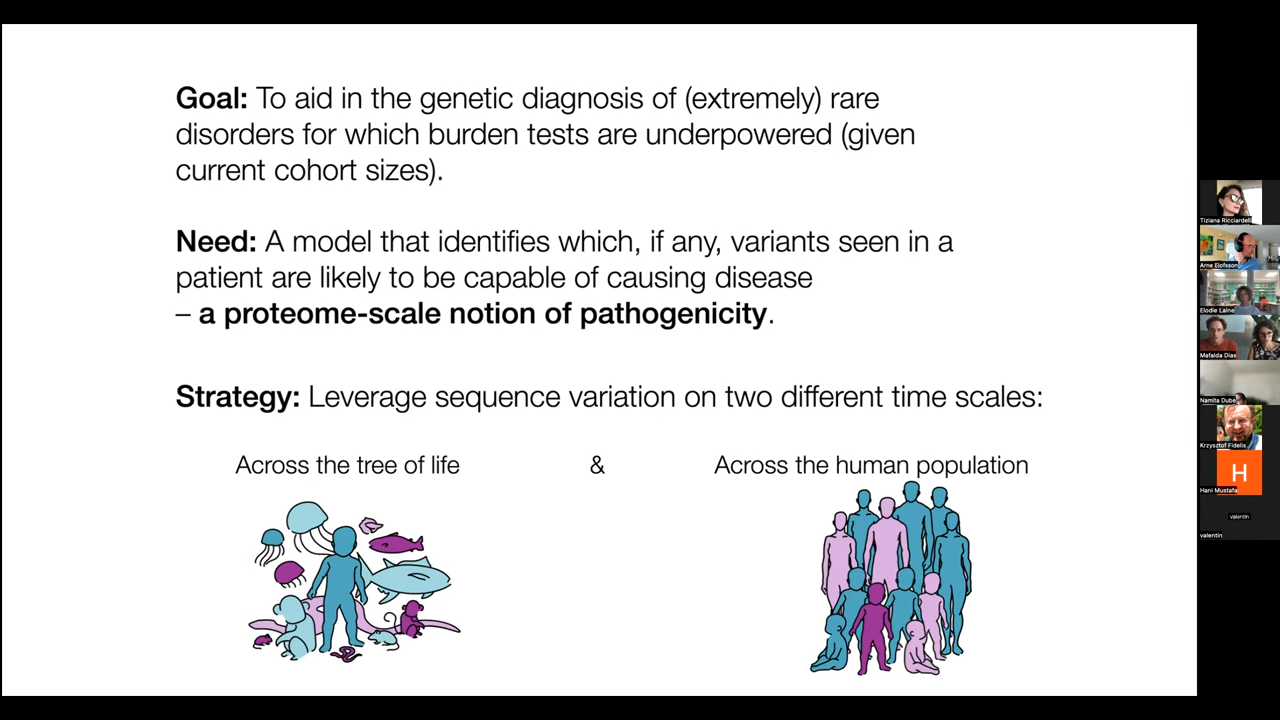 Goal: To aid in the genetic diagnosis of (extremely) rare
disorders for which burden tests are underpowered (given
current cohort sizes).
Need: A model that identifies which, if any, variants seen in a
patient are likely to be capable of causing disease
– a proteome-scale notion of pathogenicity.
Strategy: Leverage sequence variation on two different time scales:
Across the tree of life & Across the human population
Tiziana Ricciardelli
Arne Elofsson
Elodie Laine
Mafalda Dias
Namita Dube
Krzysztof Fidelis
H
Hani Mustafa
valentin
valentin